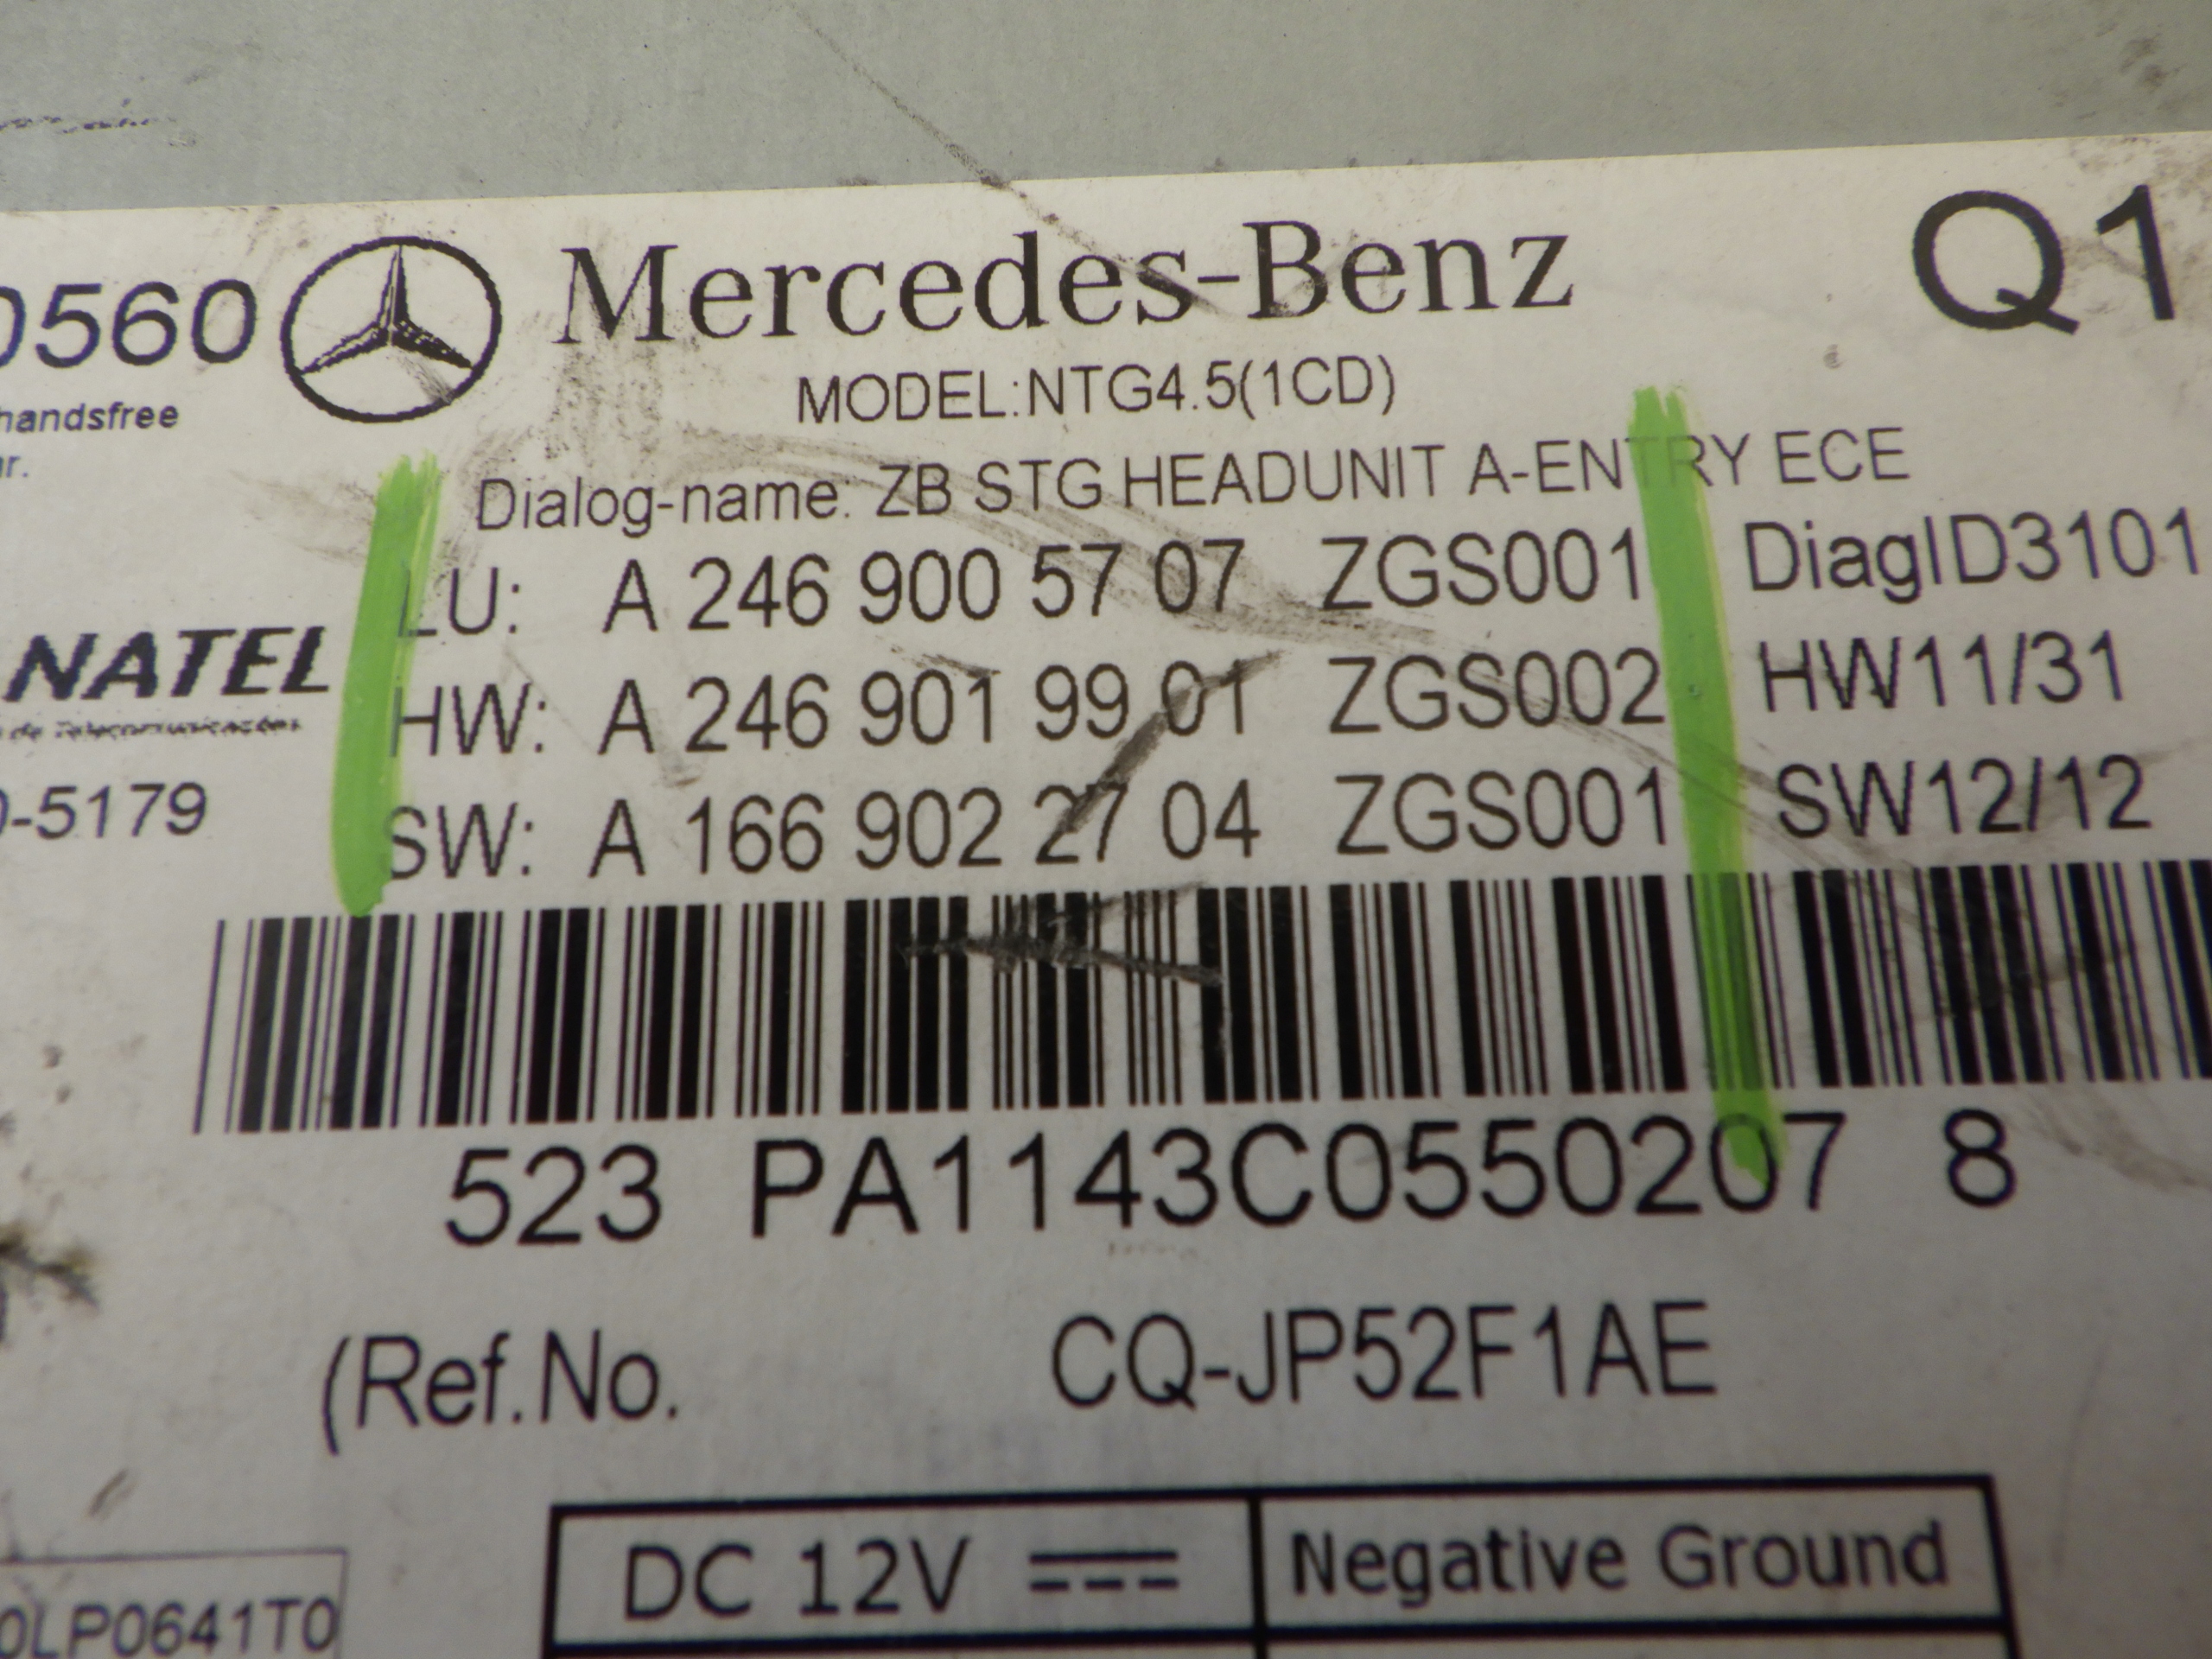 0560
Mercedes-Benz
Q1
MODEL:NTG4.5(1CD)
handsfree
Dialog-name: ZB STG HEADUNIT A-ENTRY ECE
LU: A 246 900 57 07 ZGS001 DiagID3101
NATEL
HW: A 246 901 99 01 ZGS002 HW11/31
de Telecomunicações
-5179
SW: A 166 902 27 04 ZGS001 SW12/12
523 PA1143C0550207 8
(Ref.No. CQ-JP52F1AE
DC 12V Negative Ground
0LP0641T0